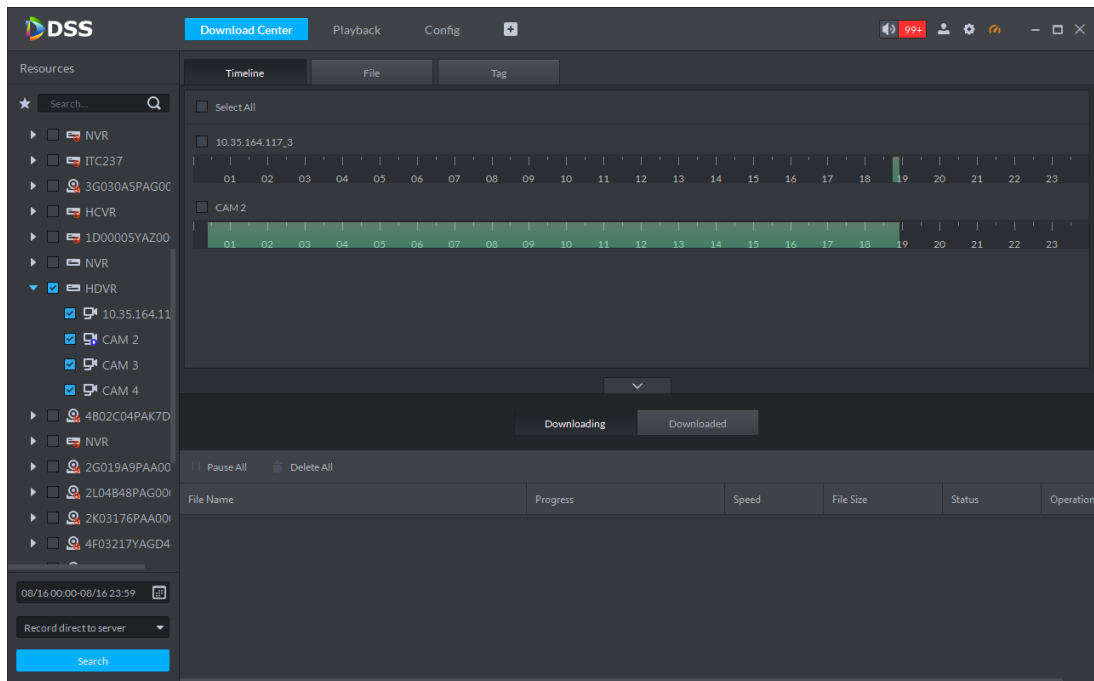 DSS
Download Center
Playback
Config
99+
Resources
Search...
NVR
ITC237
3G030A5PAG00
HCVR
1D00005YAZ00
NVR
HDVR
10.35.164.11
CAM 2
CAM 3
CAM 4
4B02C04PAK7D
NVR
2G019A9PAA00
2L04B48PAG00
2K03176PAA00
4F03217YAGD4
08/16 00:00-08/16 23:59
Record direct to server
Search
Timeline
File
Tag
Select All
10.35.164.117_3
01 02 03 04 05 06 07 08 09 10 11 12 13 14 15 16 17 18 19 20 21 22 23
CAM 2
01 02 03 04 05 06 07 08 09 10 11 12 13 14 15 16 17 18 19 20 21 22 23
Downloading
Downloaded
Pause All
Delete All
File Name Progress Speed File Size Status Operation